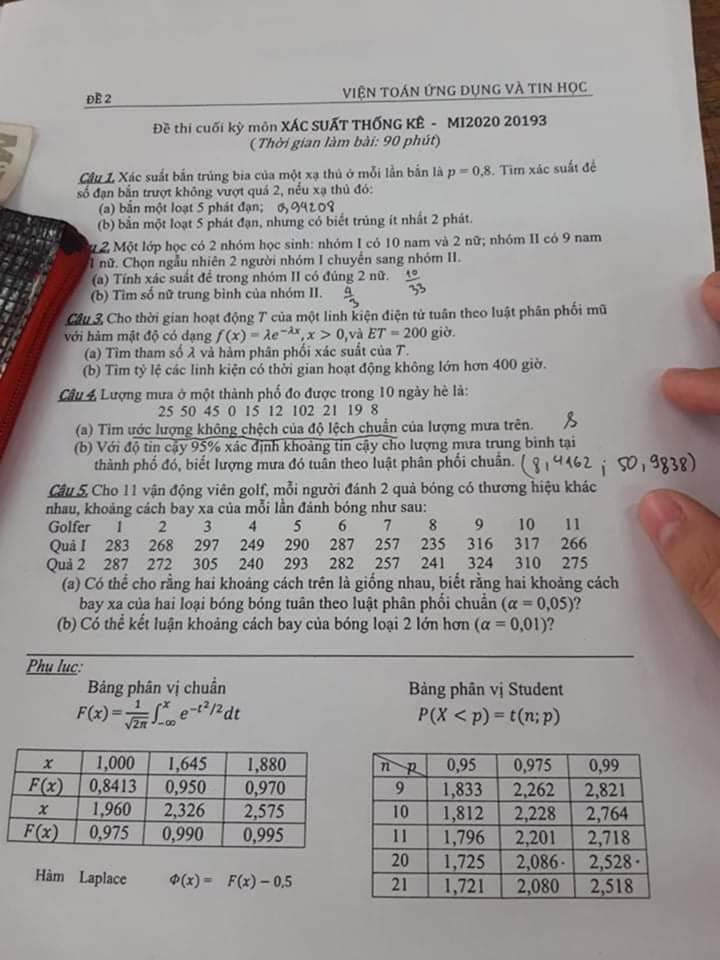 ĐỀ 2 VIỆN TOÁN ỨNG DỤNG VÀ TIN HỌC
Đề thi cuối kỳ môn XÁC SUẤT THỐNG KÊ - MI2020 20193
(Thời gian làm bài: 90 phút)
Câu 1. Xác suất bắn trúng bia của một xạ thủ ở mỗi lần bắn là p = 0,8. Tìm xác suất để
số đạn bắn trượt không vượt quá 2, nếu xạ thủ đó:
(a) bắn một loạt 5 phát đạn; 0,94208
(b) bắn một loạt 5 phát đạn, nhưng có biết trúng ít nhất 2 phát.
u 2. Một lớp học có 2 nhóm học sinh: nhóm I có 10 nam và 2 nữ; nhóm II có 9 nam
1 nữ. Chọn ngẫu nhiên 2 người nhóm I chuyển sang nhóm II.
(a) Tính xác suất để trong nhóm II có đúng 2 nữ. 10/33
(b) Tìm số nữ trung bình của nhóm II.
Câu 3. Cho thời gian hoạt động T của một linh kiện điện tử tuân theo luật phân phối mũ
với hàm mật độ có dạng f(x) = λe^{-λx}, x > 0, và ET = 200 giờ.
(a) Tìm tham số λ và hàm phân phối xác suất của T.
(b) Tìm tỷ lệ các linh kiện có thời gian hoạt động không lớn hơn 400 giờ.
Câu 4. Lượng mưa ở một thành phố đo được trong 10 ngày hè là:
25 50 45 0 15 12 102 21 19 8
(a) Tìm ước lượng không chệch của độ lệch chuẩn của lượng mưa trên.
(b) Với độ tin cậy 95% xác định khoảng tin cậy cho lượng mưa trung bình tại
thành phố đó, biết lượng mưa đó tuân theo luật phân phối chuẩn. (8,4162 ; 50,9838)
Câu 5. Cho 11 vận động viên golf, mỗi người đánh 2 quả bóng có thương hiệu khác
nhau, khoảng cách bay xa của mỗi lần đánh bóng như sau:
Golfer 1 2 3 4 5 6 7 8 9 10 11
Quả 1 283 268 297 249 290 287 257 235 316 317 266
Quả 2 287 272 305 240 293 282 257 241 324 310 275
(a) Có thể cho rằng hai khoảng cách trên là giống nhau, biết rằng hai khoảng cách
bay xa của hai loại bóng bóng tuân theo luật phân phối chuẩn (α = 0,05)?
(b) Có thể kết luận khoảng cách bay của bóng loại 2 lớn hơn (α = 0,01)?
Phụ lục:
Bảng phân vị chuẩn
F(x) = 1/√2π ∫_{-∞}^{x} e^{-t²/2}dt
x 1,000 1,645 1,880
F(x) 0,8413 0,950 0,970
x 1,960 2,326 2,575
F(x) 0,975 0,990 0,995
Hàm Laplace Φ(x) = F(x) – 0,5
Bảng phân vị Student
P(X < p) = t(n; p)
n p 0,95 0,975 0,99
9 1,833 2,262 2,821
10 1,812 2,228 2,764
11 1,796 2,201 2,718
20 1,725 2,086 2,528
21 1,721 2,080 2,518